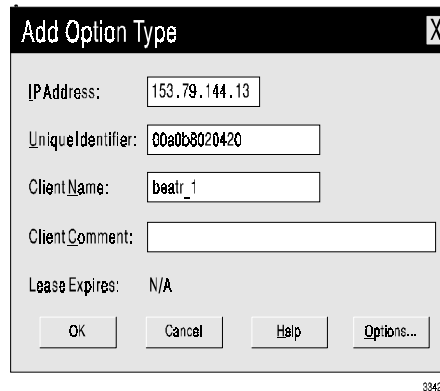 Add Option Type X
IP Address: 153.79.144.13
Unique Identifier: 00a0b8020420
Client Name: beatr_1
Client Comment:
Lease Expires: N/A
OK Cancel Help Options...
3342